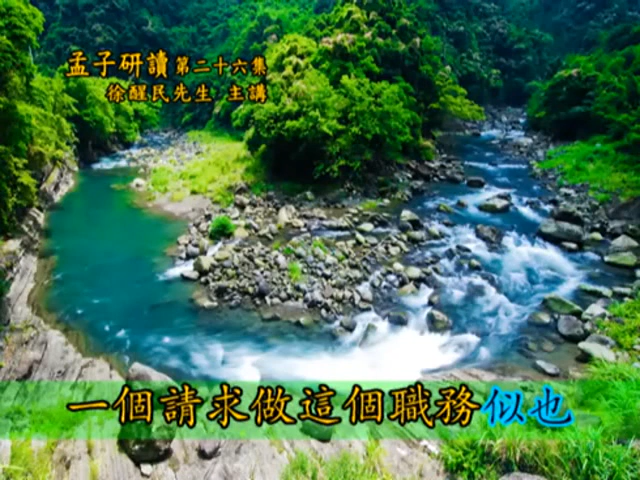 孟子研讀 第二十六集
徐醒民先生 主講
一個請求做這個職務似也